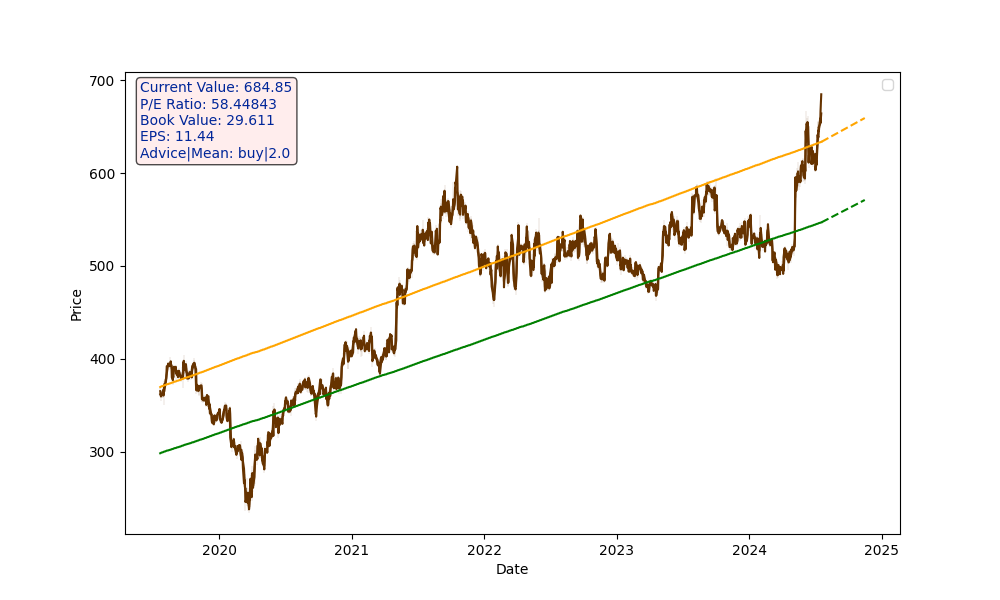 Current Value: 684.85
P/E Ratio: 58.44843
Book Value: 29.611
EPS: 11.44
Advice|Mean: buy|2.0
700
600
500
400
300
Price
2020
2021
2022
2023
2024
2025
Date